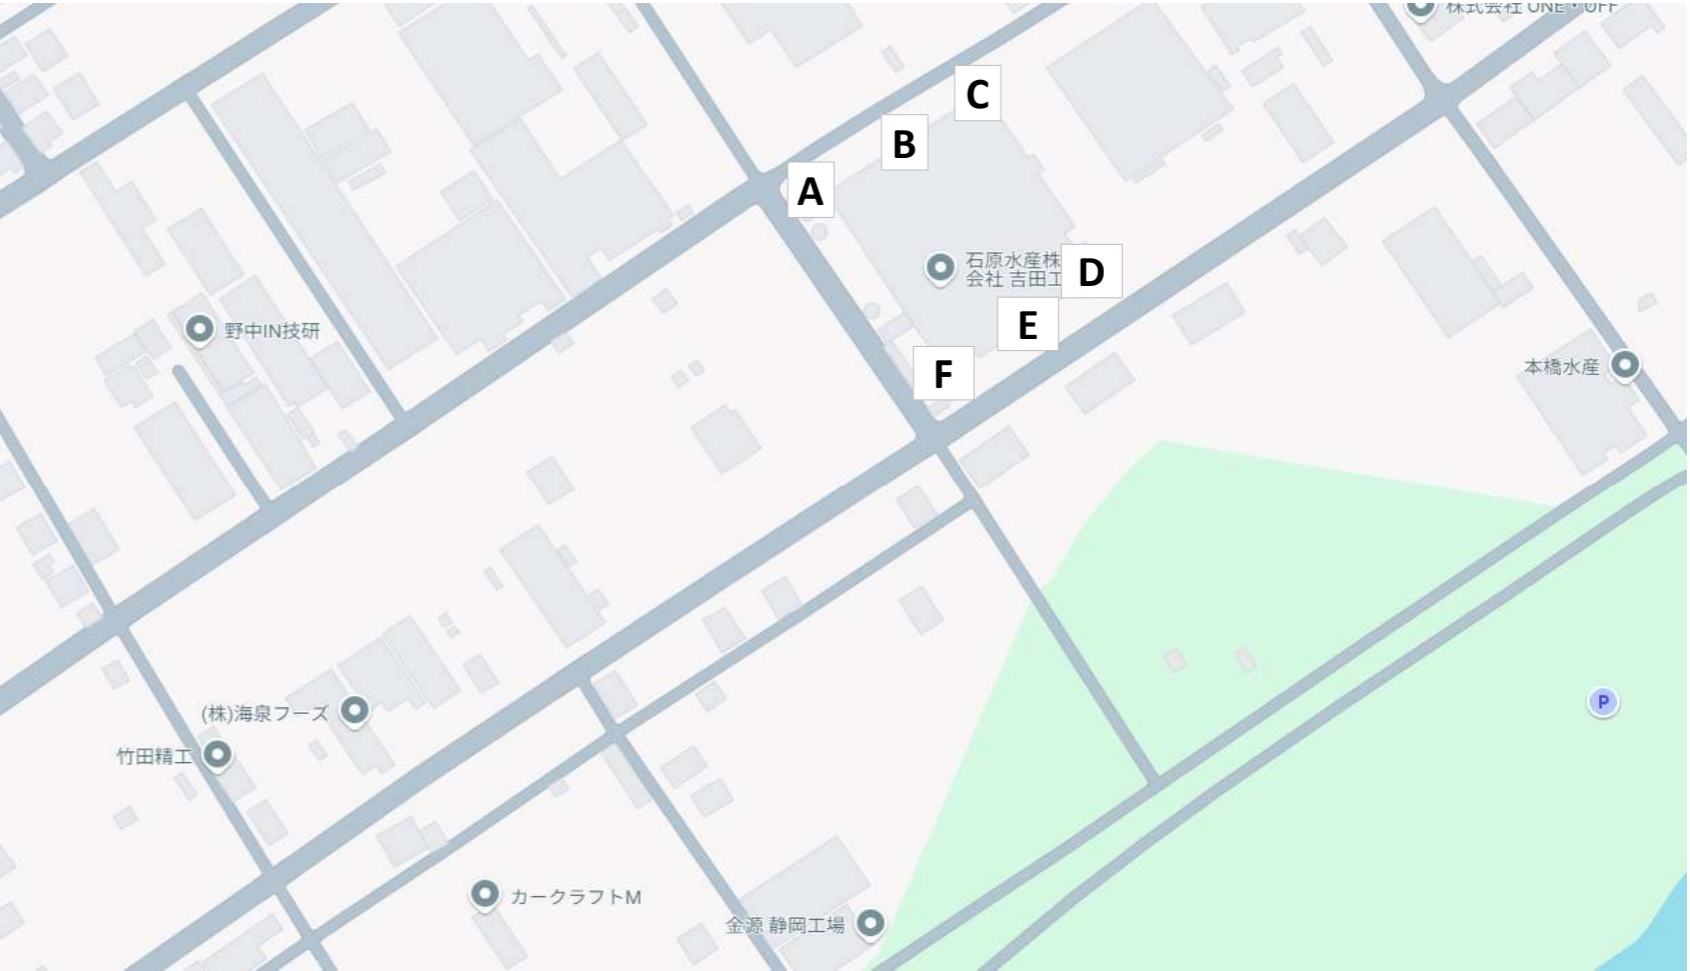 株式会社 ONE・OFF
C
B
A
石原水産株
会社 吉田工
D
E
F
野中IN技研
本橋水産
(株)海泉フーズ
竹田精工
P
カークラフトM
金源 静岡工場